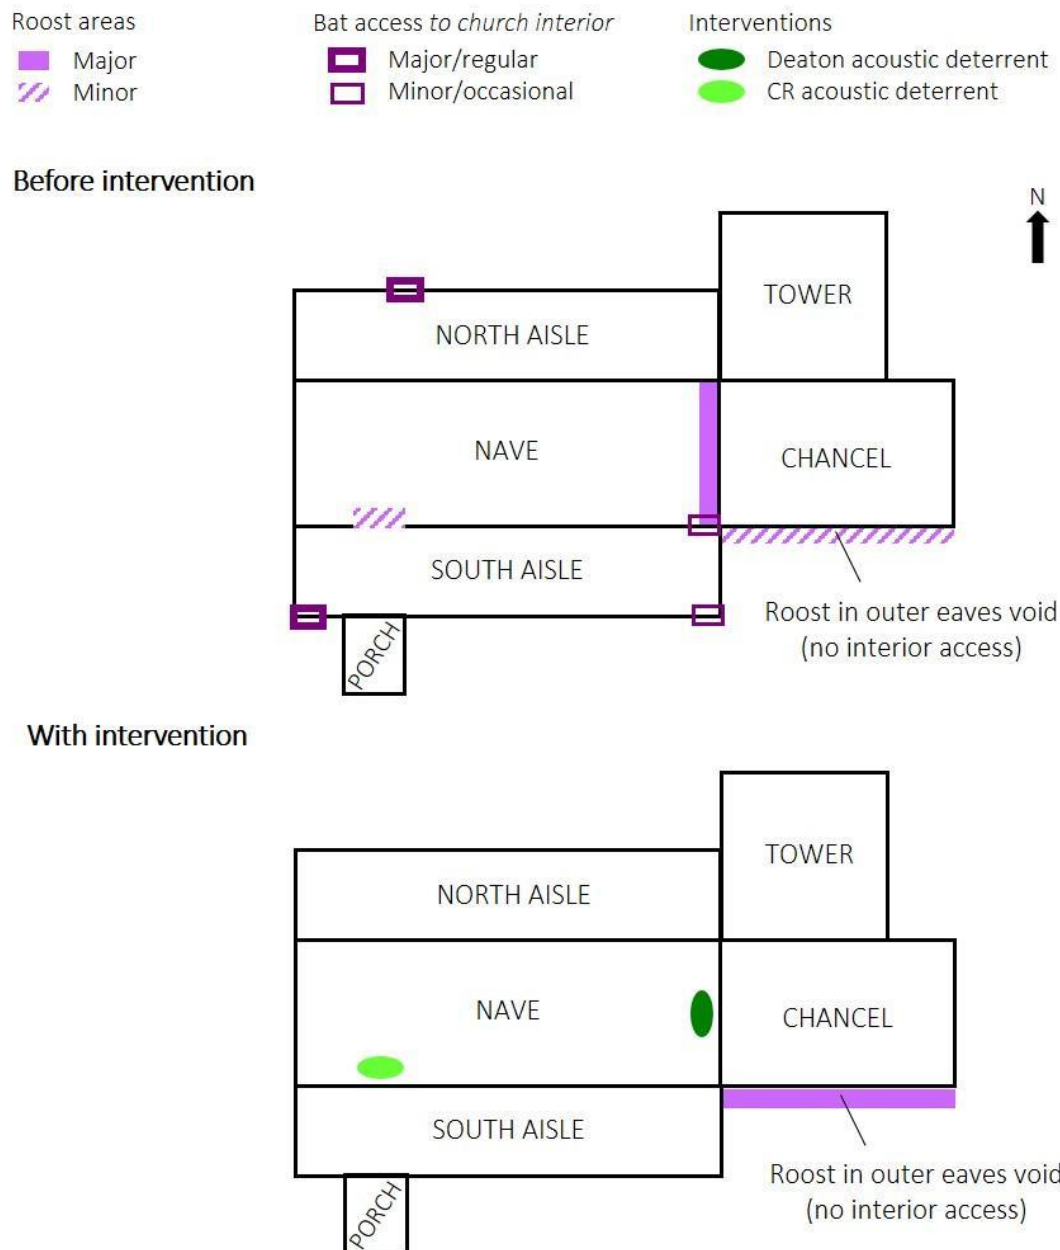 Roost areas
Major
Minor
Bat access to church interior
Major/regular
Minor/occasional
Interventions
Deaton acoustic deterrent
CR acoustic deterrent
Before intervention
N
TOWER
NORTH AISLE
NAVE
CHANCEL
SOUTH AISLE
PORCH
Roost in outer eaves void
(no interior access)
With intervention
TOWER
NORTH AISLE
NAVE
CHANCEL
SOUTH AISLE
PORCH
Roost in outer eaves void
(no interior access)